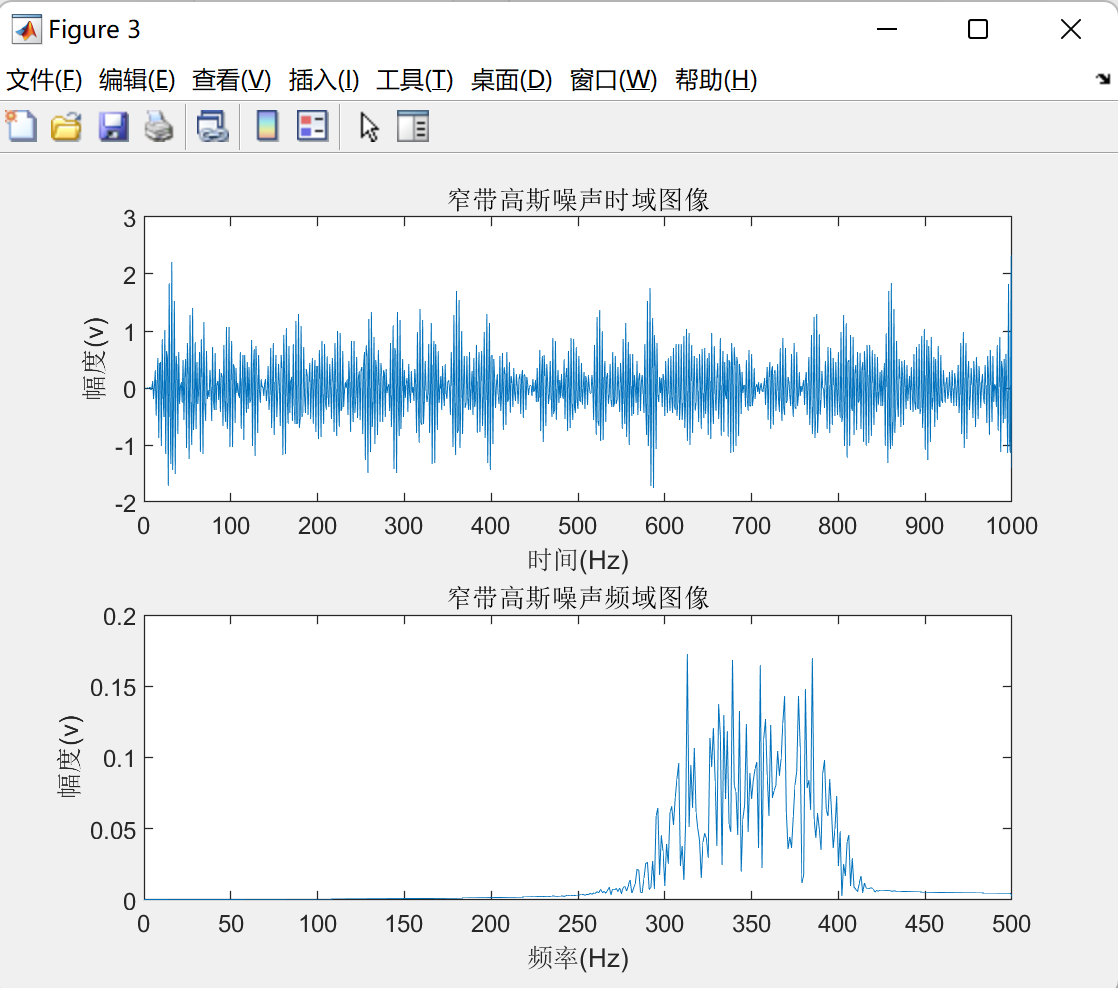 Figure 3
文件(F) 编辑(E) 查看(V) 插入(I) 工具(T) 桌面(D) 窗口(W) 帮助(H)
窄带高斯噪声时域图像
3
2
1
0
-1
-2
幅度(v)
0 100 200 300 400 500 600 700 800 900 1000
时间(Hz)
窄带高斯噪声频域图像
0.2
0.15
0.1
0.05
0
幅度(v)
0 50 100 150 200 250 300 350 400 450 500
频率(Hz)